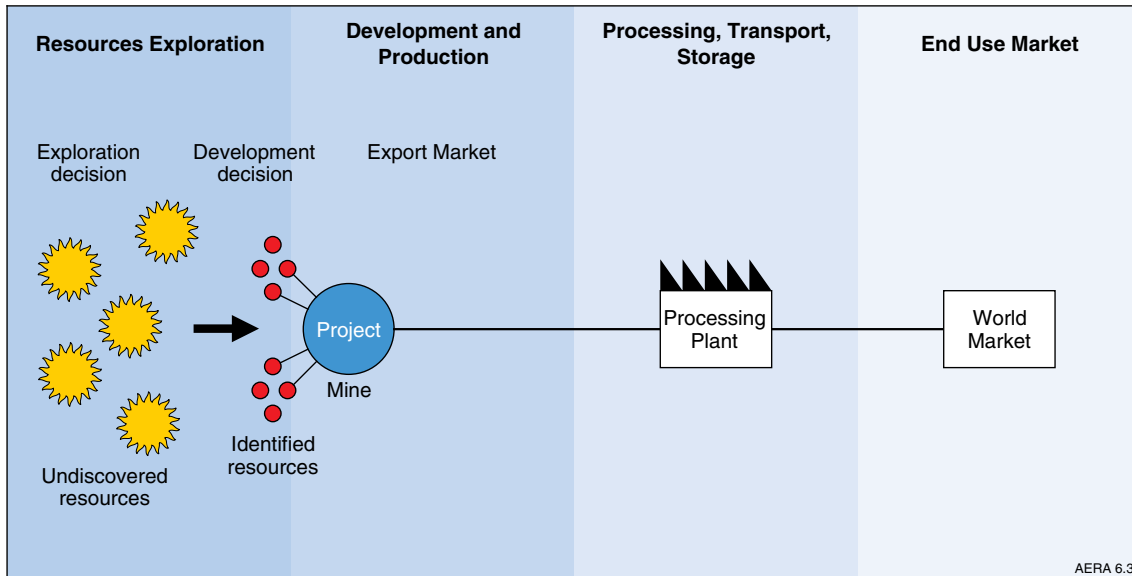 Resources Exploration
Development and
Production
Processing, Transport,
Storage
End Use Market
Exploration
decision
Development
decision
Export Market
Project
Mine
Processing
Plant
World
Market
Identified
resources
Undiscovered
resources
AERA 6.3